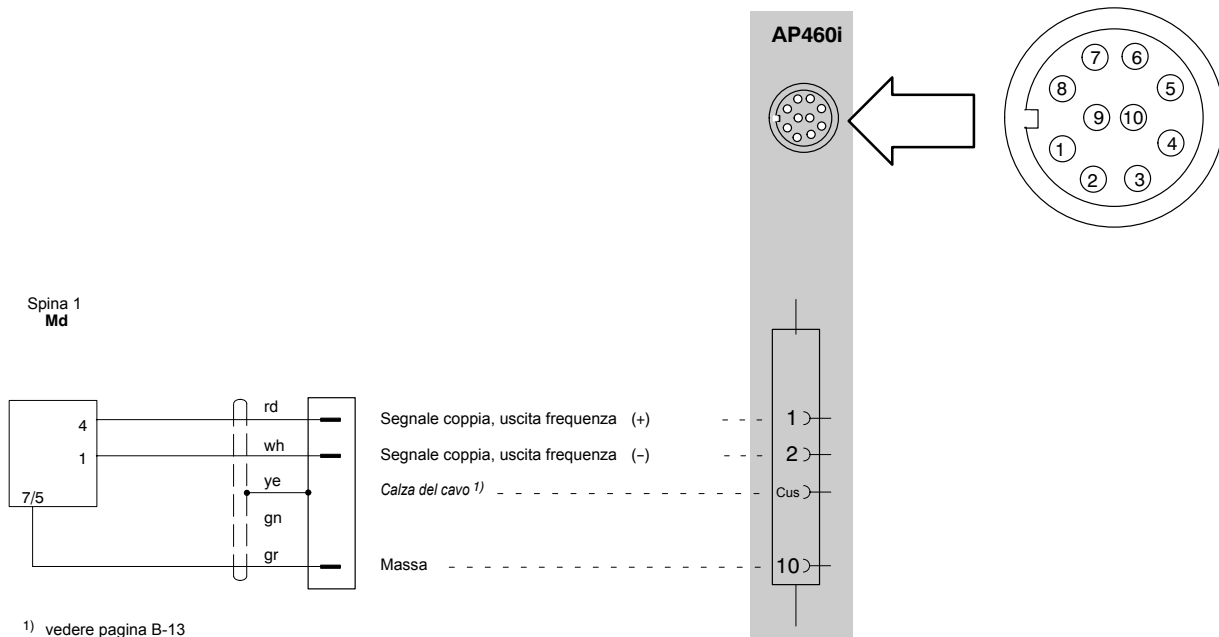 AP460i
7 6
8 5
9 10
1 4
2 3
Spina 1
Md
4 rd Segnale coppia, uscita frequenza (+) 1
1 wh Segnale coppia, uscita frequenza (−) 2
ye Calza del cavo 1) Cus
7/5
gn
gr Massa 10
1) vedere pagina B-13